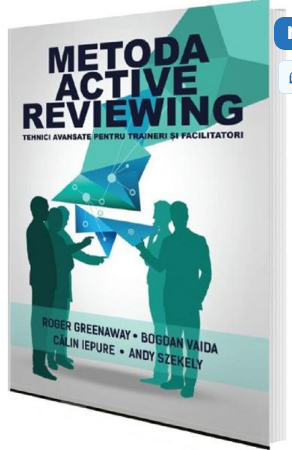 METODA
ACTIVE
REVIEWING
TEHNICI AVANSATE PENTRU TRAINERI ȘI FACILITATORI
ROGER GREENAWAY • BOGDAN VAIDA
CĂLIN IEPURE • ANDY SZEKELY